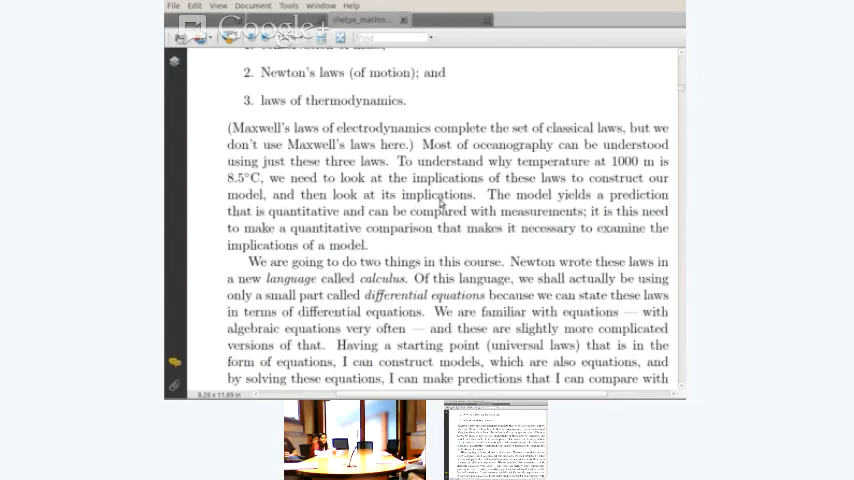 File Edit View Document Tools Window Help
Google+
shetye_mathm...
Find
2. Newton's laws (of motion); and
3. laws of thermodynamics.
(Maxwell's laws of electrodynamics complete the set of classical laws, but we
don't use Maxwell's laws here.) Most of oceanography can be understood
using just these three laws. To understand why temperature at 1000 m is
8.5°C, we need to look at the implications of these laws to construct our
model, and then look at its implications. The model yields a prediction
that is quantitative and can be compared with measurements; it is this need
to make a quantitative comparison that makes it necessary to examine the
implications of a model.
We are going to do two things in this course. Newton wrote these laws in
a new language called calculus. Of this language, we shall actually be using
only a small part called differential equations because we can state these laws
in terms of differential equations. We are familiar with equations — with
algebraic equations very often — and these are slightly more complicated
versions of that. Having a starting point (universal laws) that is in the
form of equations, I can construct models, which are also equations, and
by solving these equations, I can make predictions that I can compare with
8.28 x 11.69 in